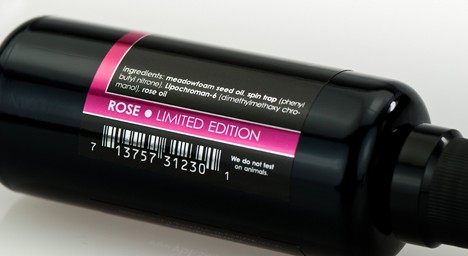 Ingredients: meadowfoam seed oil, spin trap (phenyl
butyl nitrone), Lipochroman-6 (dimethylmethoxy chro-
manol), rose oil
ROSE • LIMITED EDITION
7 13757 31230 1
We do not test
on animals.